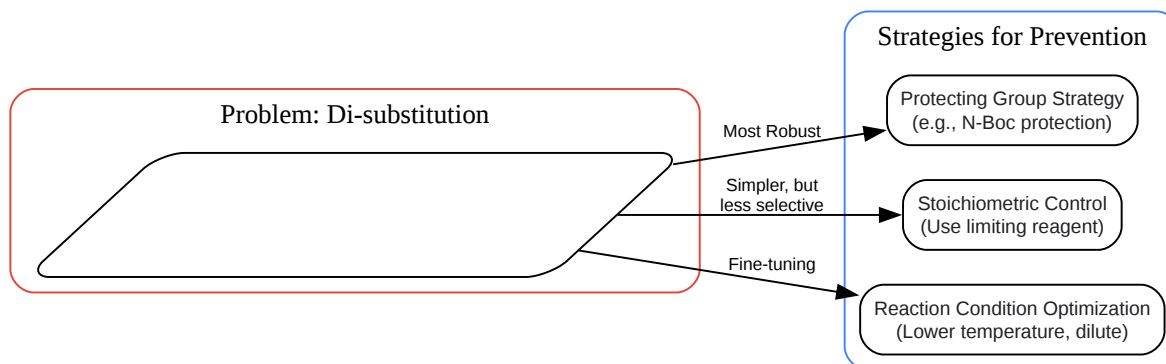 Strategies for Prevention
Problem: Di-substitution
Protecting Group Strategy
(e.g., N-Boc protection)
Most Robust
Simpler, but
less selective
Stoichiometric Control
(Use limiting reagent)
Fine-tuning
Reaction Condition Optimization
(Lower temperature, dilute)